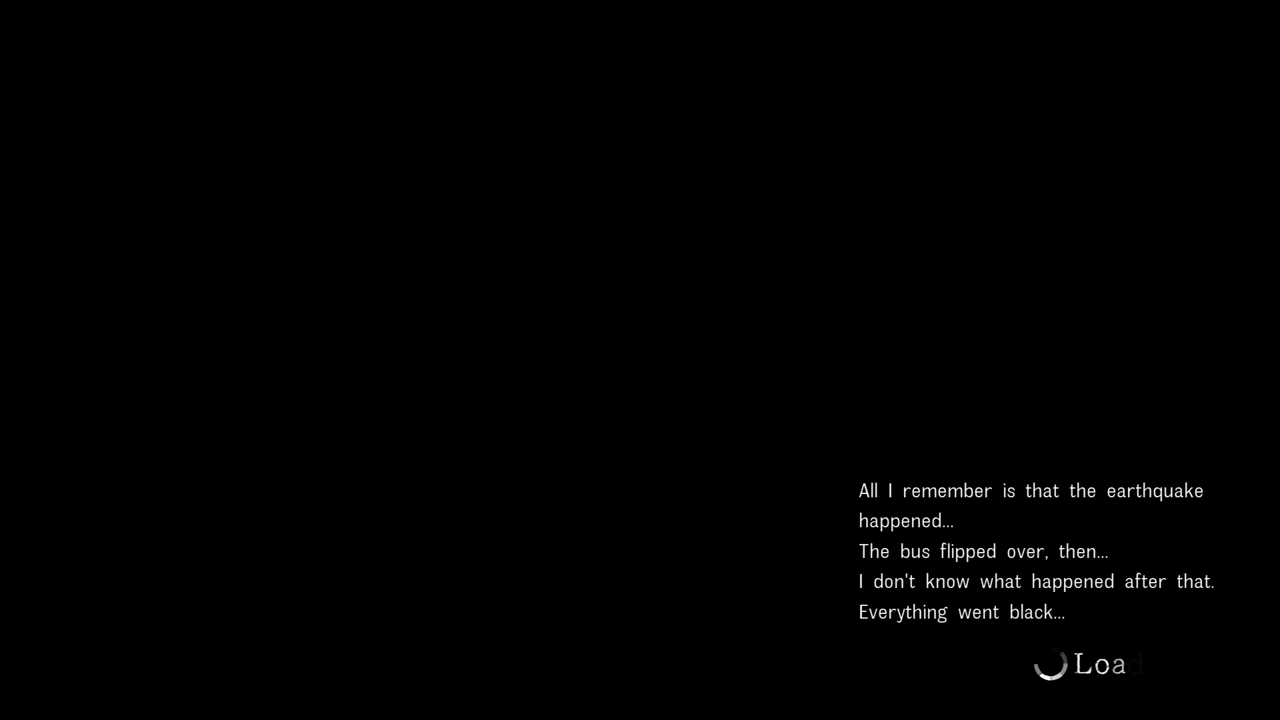 All I remember is that the earthquake
happened...
The bus flipped over, then...
I don't know what happened after that.
Everything went black...
Load